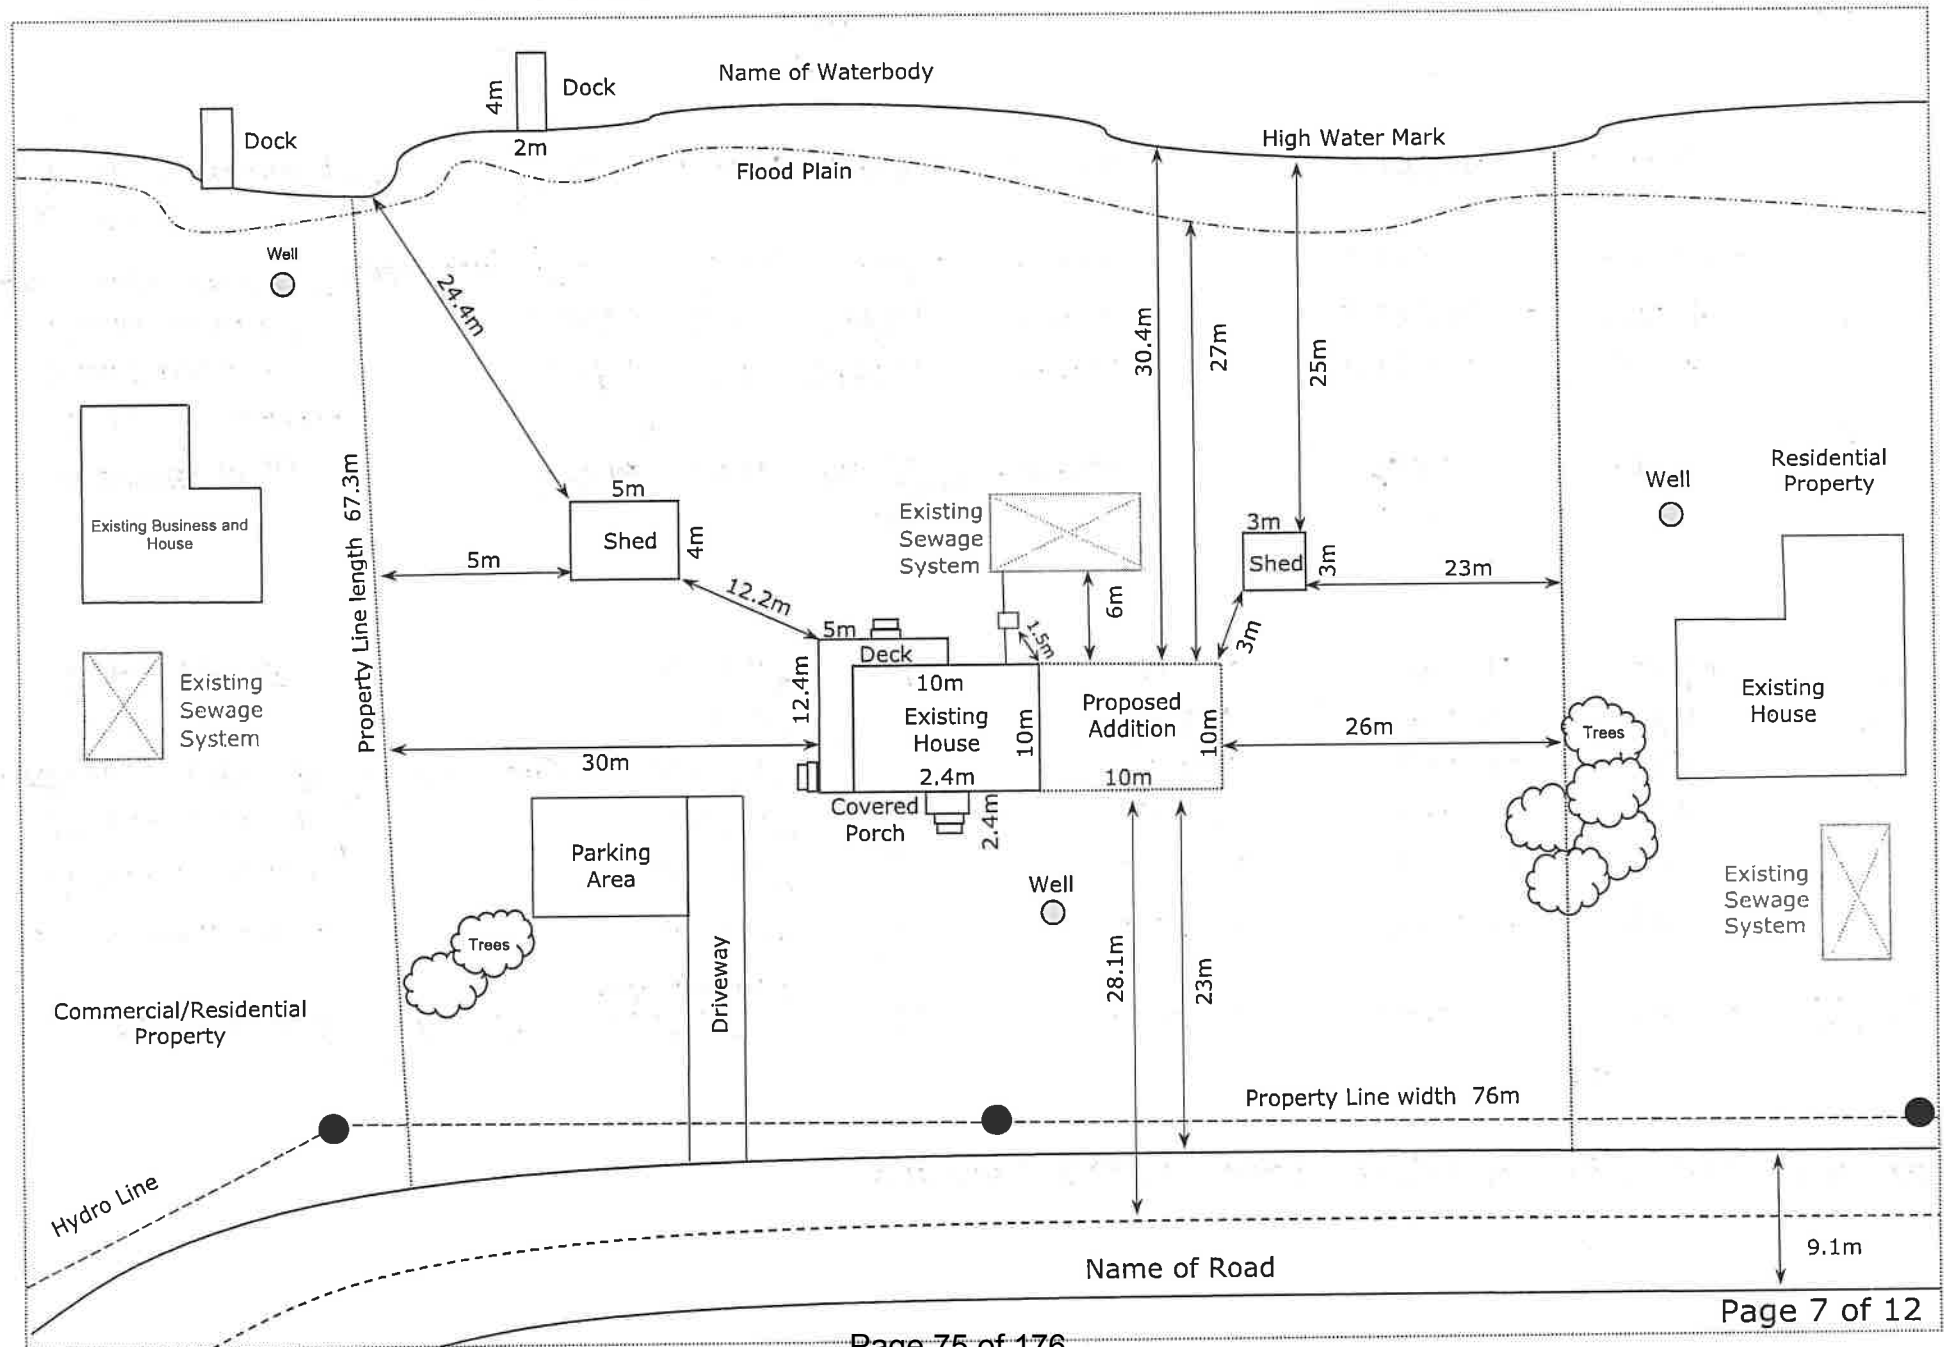 Name of Waterbody
4m
Dock
Dock
2m
High Water Mark
Flood Plain
Well
24.4m
30.4m
27m
25m
Property Line length 67.3m
Existing Business and
House
5m
Shed
4m
5m
12.2m
Existing
Sewage
System
6m
1.5m
3m
Shed
3m
3m
23m
Well
Residential
Property
Existing
Sewage
System
5m
Deck
12.4m
10m
Existing
House
10m
2.4m
Proposed
Addition
10m
10m
30m
26m
Trees
Existing
House
Covered
Porch
2.4m
Parking
Area
Well
Trees
Driveway
28.1m
23m
Existing
Sewage
System
Commercial/Residential
Property
Property Line width 76m
Hydro Line
9.1m
Name of Road
Page 7 of 12
Page 75 of 176